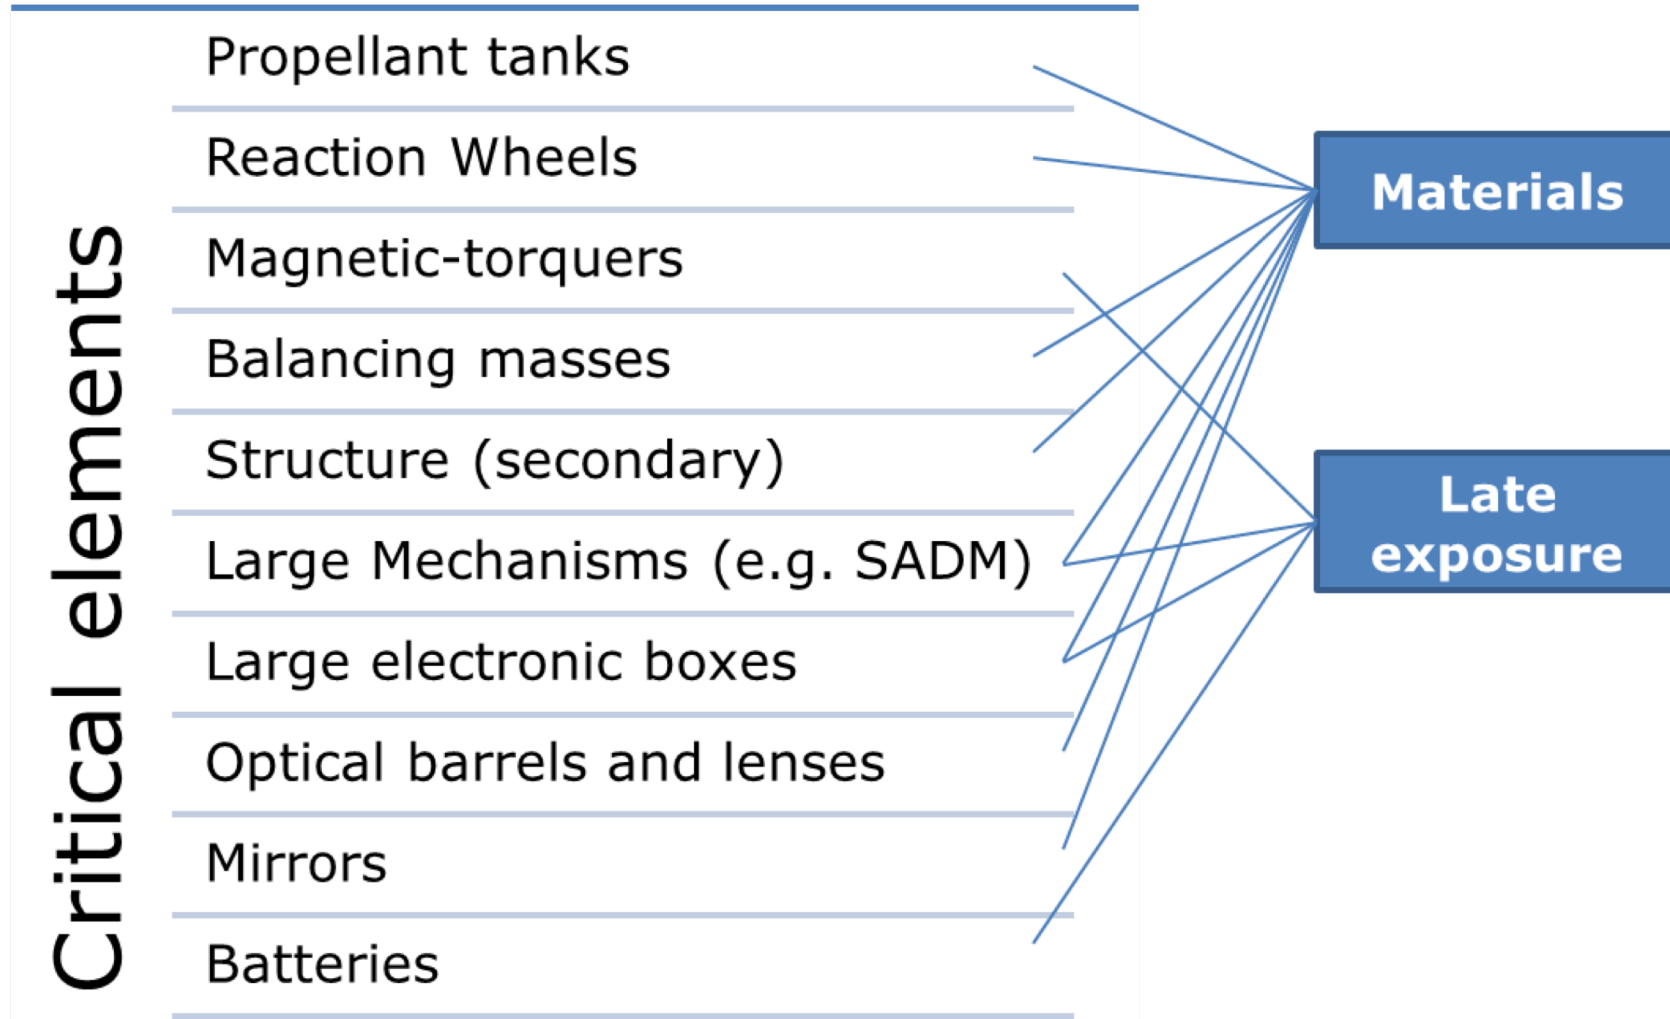 Critical elements
Propellant tanks
Reaction Wheels
Magnetic-torquers
Balancing masses
Structure (secondary)
Large Mechanisms (e.g. SADM)
Large electronic boxes
Optical barrels and lenses
Mirrors
Batteries
Materials
Late
exposure